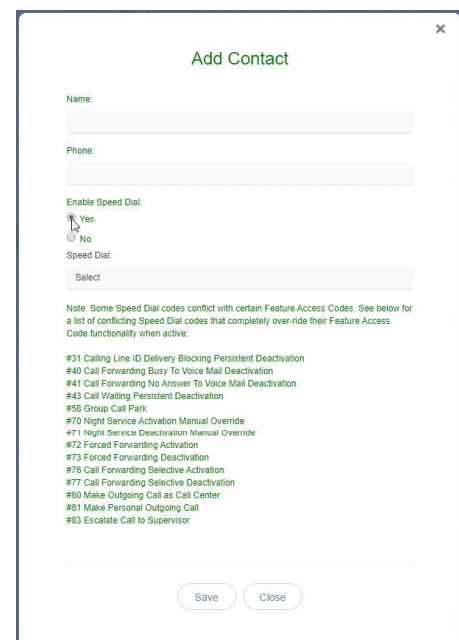 ×
Add Contact
Name:
Phone:
Enable Speed Dial:
Yes
No
Speed Dial:
Select
Note: Some Speed Dial codes conflict with certain Feature Access Codes. See below for
a list of conflicting Speed Dial codes that completely over-ride their Feature Access
Code functionality when active:
#31 Calling Line ID Delivery Blocking Persistent Deactivation
#40 Call Forwarding Busy To Voice Mail Deactivation
#41 Call Forwarding No Answer To Voice Mail Deactivation
#43 Call Waiting Persistent Deactivation
#58 Group Call Park
#70 Night Service Activation Manual Override
#71 Night Service Deactivation Manual Override
#72 Forced Forwarding Activation
#73 Forced Forwarding Deactivation
#76 Call Forwarding Selective Activation
#77 Call Forwarding Selective Deactivation
#80 Make Outgoing Call as Call Center
#81 Make Personal Outgoing Call
#83 Escalate Call to Supervisor
Save Close